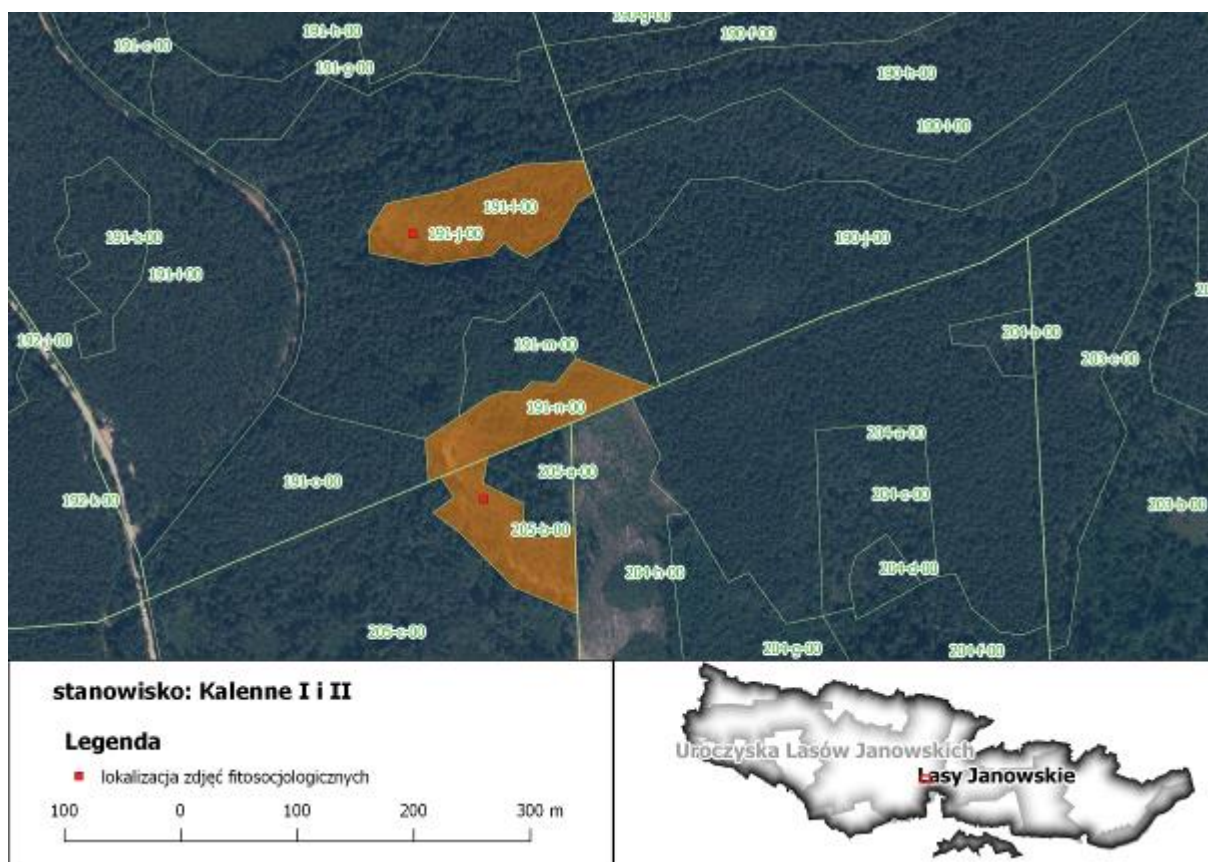 190-g-00
191-h-00
190-f-00
191-c-00
191-g-00
190-h-00
190-i-00
191-i-00
191-j-00
191-k-00
190-j-00
191-l-00
192-j-00
191-m-00
204-b-00
203-c-00
191-n-00
204-a-00
205-a-00
191-o-00
204-c-00
192-k-00
203-b-00
205-b-00
204-h-00
204-d-00
205-c-00
204-g-00
204-f-00
stanowisko: Kalenne I i II
Legenda
lokalizacja zdjęć fitosocjologicznych
100 0 100 200 300 m
Uroczyska Lasów Janowskich
Lasy Janowskie